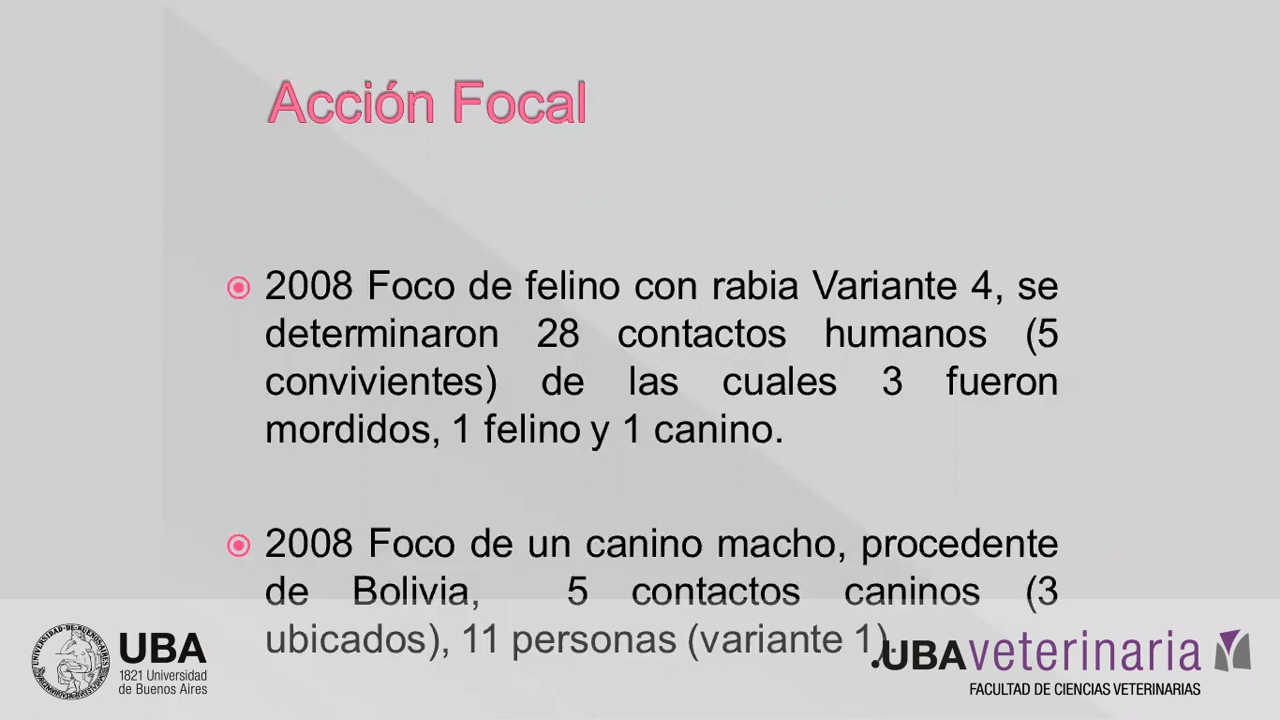 Acción Focal
2008 Foco de felino con rabia Variante 4, se
determinaron 28 contactos humanos (5
convivientes) de las cuales 3 fueron
mordidos, 1 felino y 1 canino.
2008 Foco de un canino macho, procedente
de Bolivia, 5 contactos caninos (3
ubicados), 11 personas (variante 1).
UBA
1821 Universidad
de Buenos Aires
.UBAveterinaria
FACULTAD DE CIENCIAS VETERINARIAS